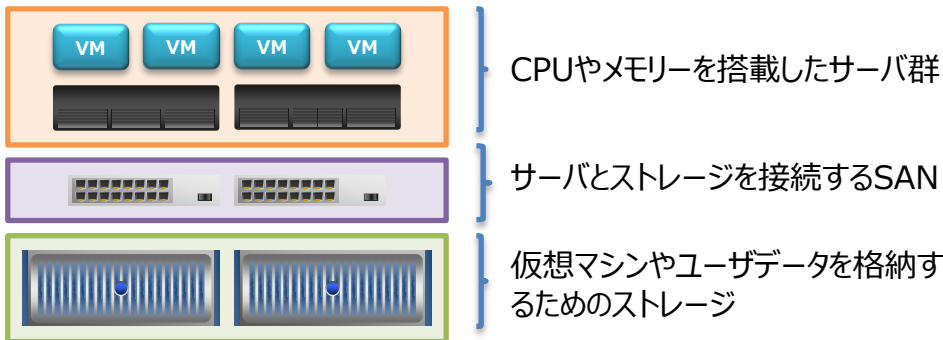 VM VM VM VM
CPUやメモリーを搭載したサーバ群
サーバとストレージを接続するSAN
仮想マシンやユーザデータを格納す
るためのストレージ